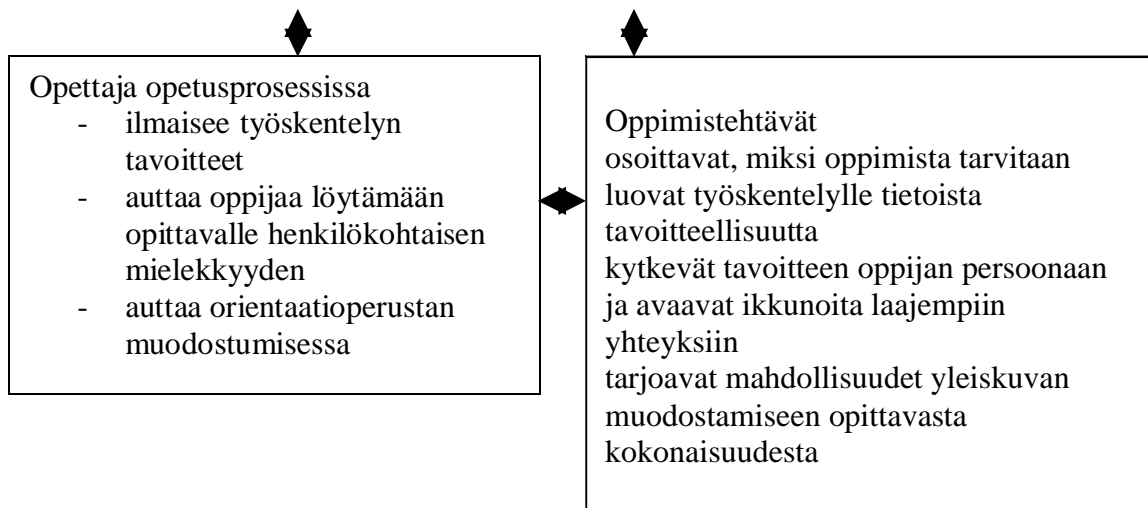 Opettaja opetusprosessissa
- ilmaisee työskentelyn
tavoitteet
- auttaa oppijaa löytämään
opittavalle henkilökohtaisen
mielekkyyden
- auttaa orientaatioperustan
muodostumisessa
Oppimistehtävät
osoittavat, miksi oppimista tarvitaan
luovat työskentelylle tietoista
tavoitteellisuutta
kytkevät tavoitteen oppijan persoonaan
ja avaavat ikkunoita laajempiin
yhteyksiin
tarjoavat mahdollisuudet yleiskuvan
muodostamiseen opittavasta
kokonaisuudesta